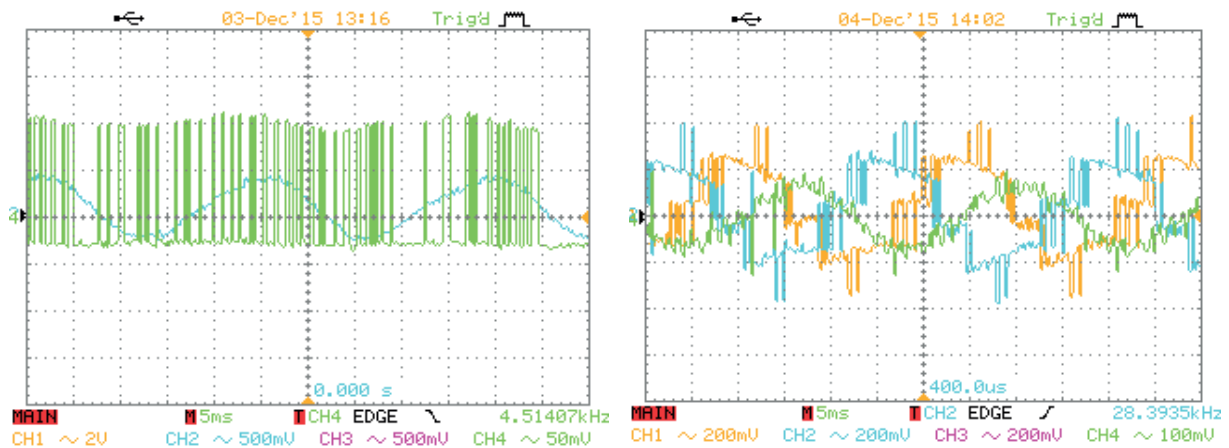 03-Dec'15 13:16 Trig'd
0.000 s
MAIN M 5ms T CH4 EDGE 4.51407kHz
CH1 ~ 2V CH2 ~ 500mV CH3 ~ 500mV CH4 ~ 50mV
04-Dec'15 14:02 Trig'd
400.0us
MAIN M 5ms T CH2 EDGE 28.3935kHz
CH1 ~ 200mV CH2 ~ 200mV CH3 ~ 200mV CH4 ~ 100mV